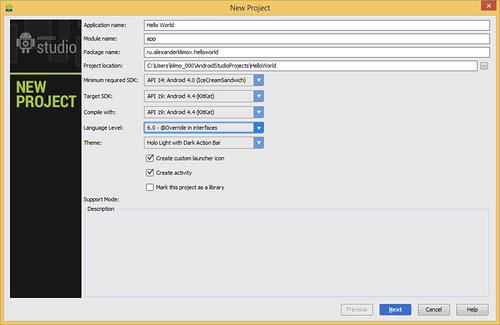 New Project
ANDROID
studio
NEW
PROJECT
Application name: Hello World
Module name: app
Package name: ru.alexanderklimov.helloworld
Project location: C:\Users\klimo_000\AndroidStudioProjects\HelloWorld
Minimum required SDK: API 14: Android 4.0 (IceCreamSandwich)
Target SDK: API 19: Android 4.4 (KitKat)
Compile with: API 19: Android 4.4 (KitKat)
Language Level: 6.0 - @Override in interfaces
Theme: Holo Light with Dark Action Bar
Create custom launcher icon
Create activity
Mark this project as a library
Support Mode:
Description
Previous Next Cancel Help